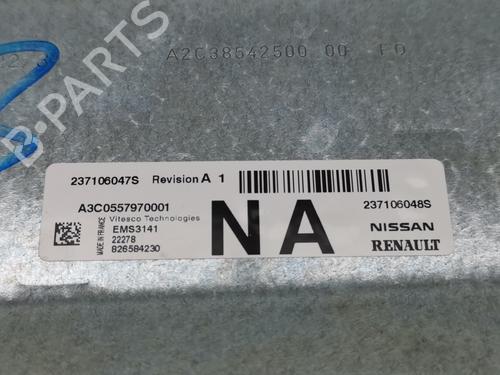 A2C38542500 00 FD
B-PARTS
237106047S Revision A 1
A3C0557970001
237106048S
Vitesco Technologies
EMS3141
22278
826584230
MADE IN FRANCE
NA
NISSAN
RENAULT